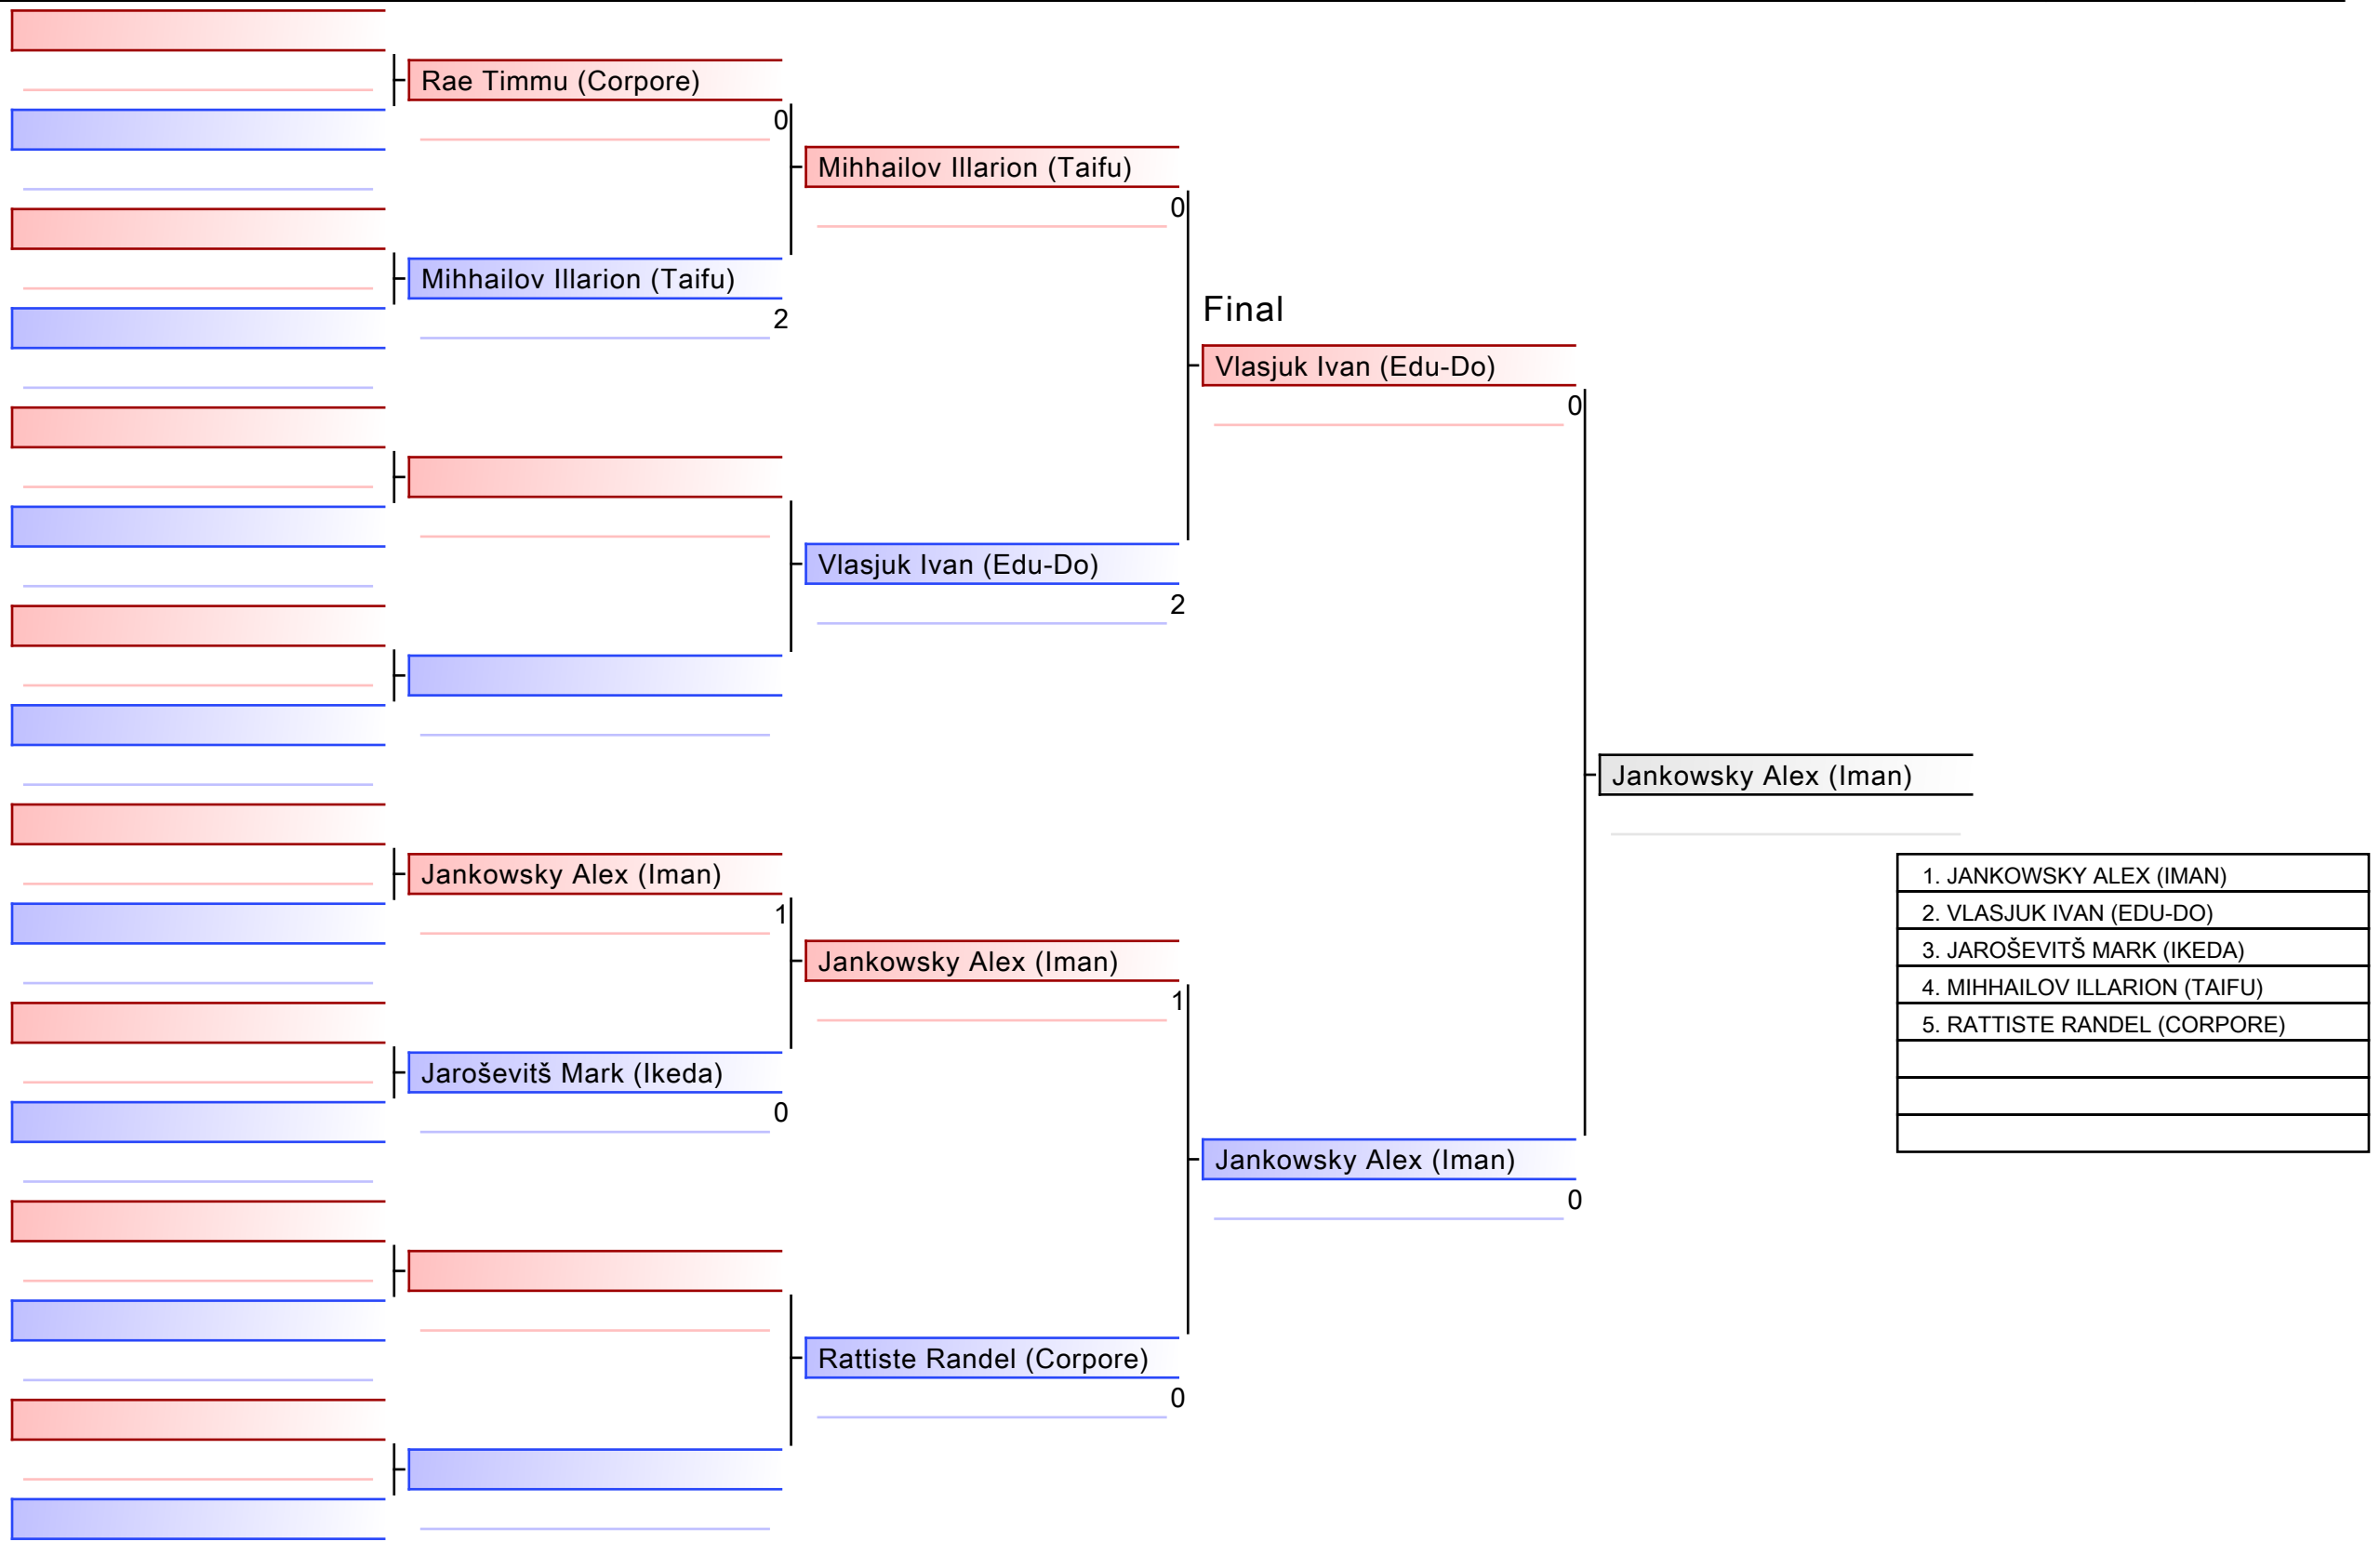 Rae Timmu (Corpore)
0
Mihhailov Illarion (Taifu)
0
Mihhailov Illarion (Taifu)
2
Final
Vlasjuk Ivan (Edu-Do)
0
Vlasjuk Ivan (Edu-Do)
2
Jankowsky Alex (Iman)
Jankowsky Alex (Iman)
1
Jankowsky Alex (Iman)
1
Jaroševitš Mark (Ikeda)
0
Jankowsky Alex (Iman)
0
Rattiste Randel (Corpore)
0
1. JANKOWSKY ALEX (IMAN)
2. VLASJUK IVAN (EDU-DO)
3. JAROŠEVITŠ MARK (IKEDA)
4. MIHHAILOV ILLARION (TAIFU)
5. RATTISTE RANDEL (CORPORE)